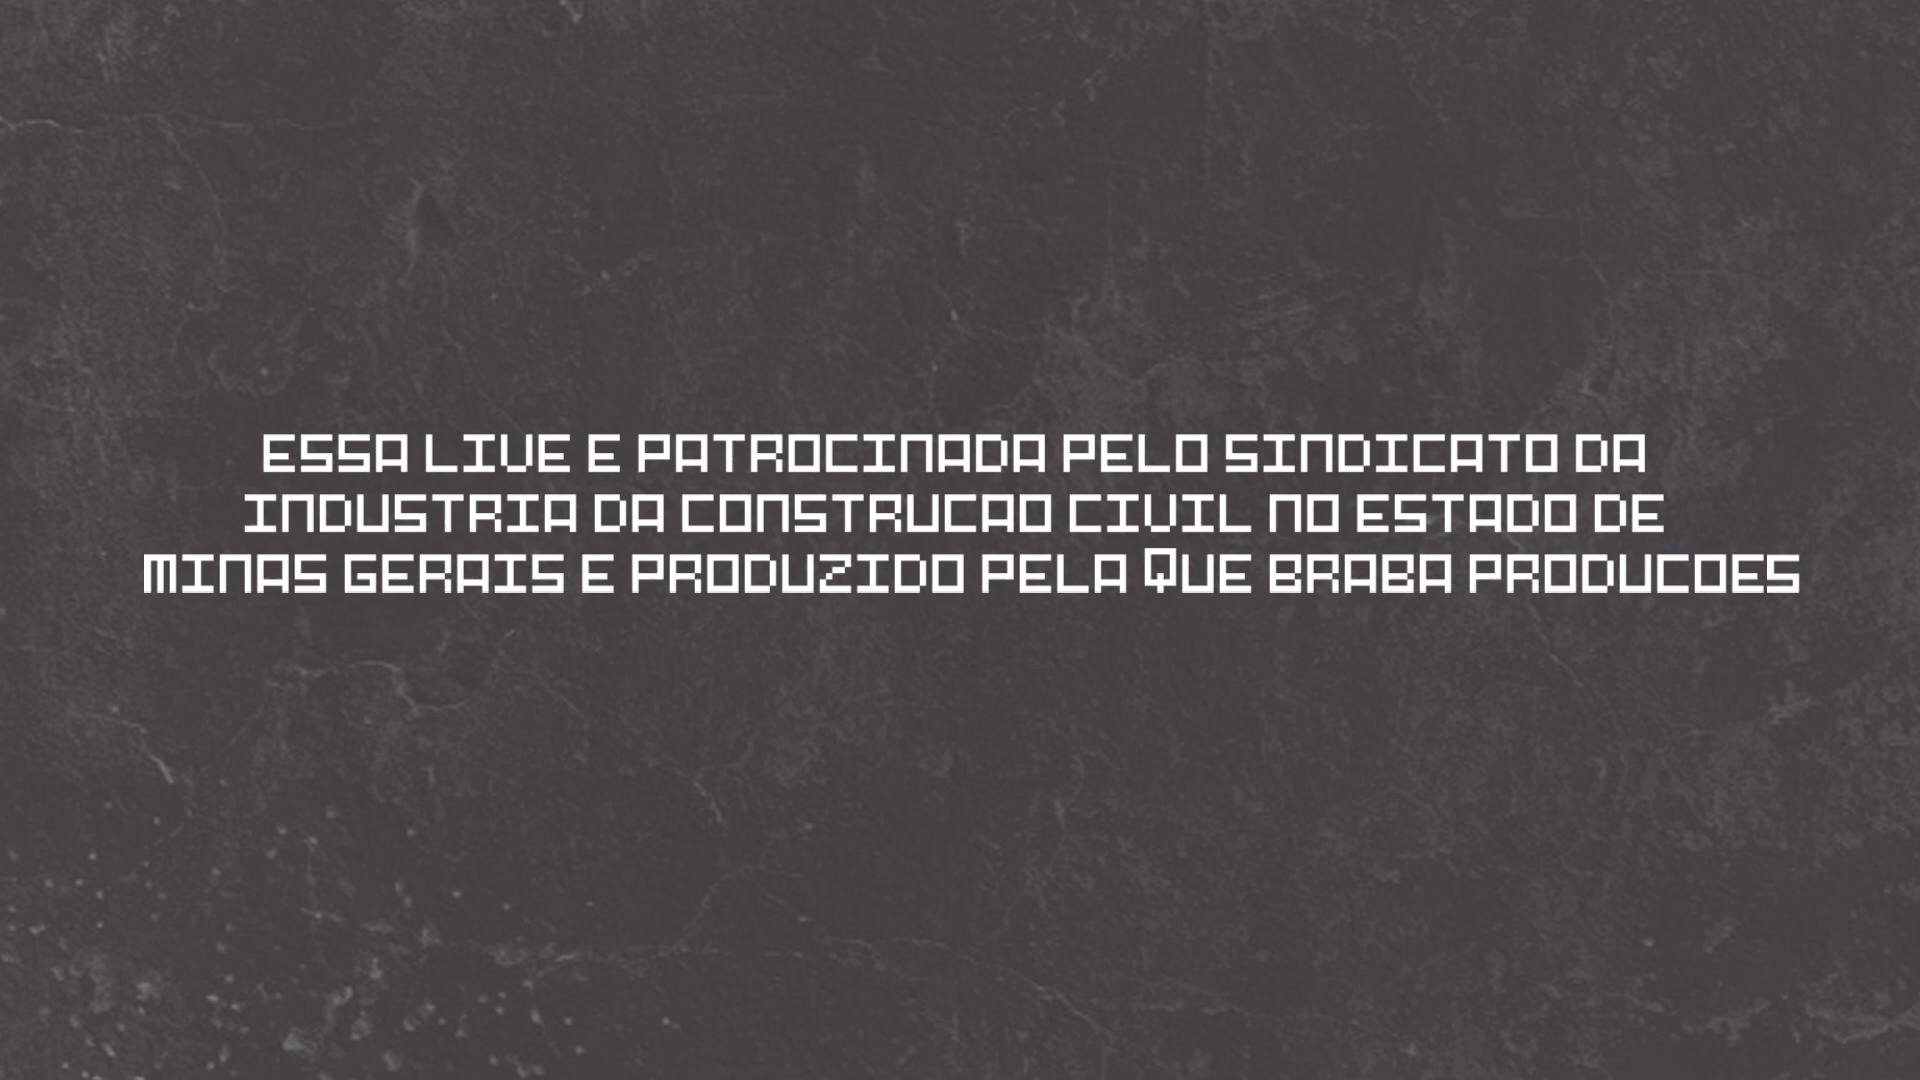 ESSA LIVE E PATROCINADA PELO SINDICATO DA
INDUSTRIA DA CONSTRUCAO CIVIL NO ESTADO DE
MINAS GERAIS E PRODUZIDO PELA QUE BRABA PRODUCOES